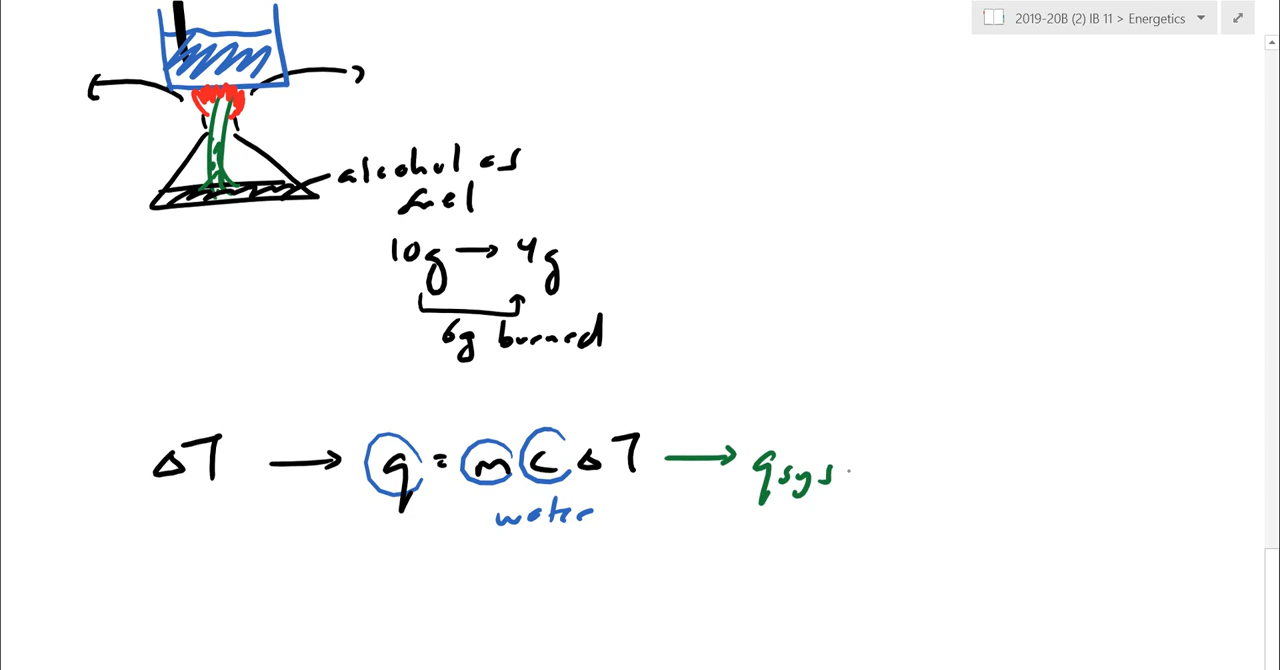 2019-20B (2) IB 11 > Energetics
alcohol as
fuel
10g → 4g
6g burned
ΔT → q = mcΔT → qsys
water